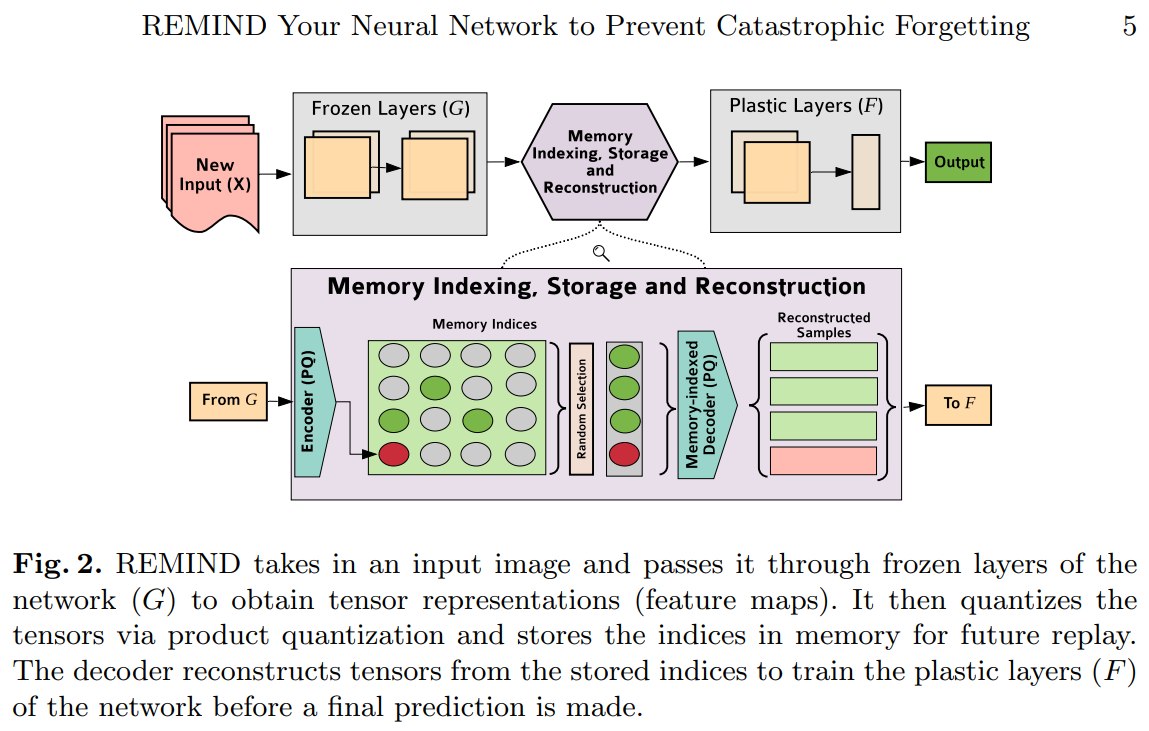 REMIND Your Neural Network to Prevent Catastrophic Forgetting 5
Frozen Layers (G)
Plastic Layers (F)
New
Input (X)
Memory
Indexing, Storage
and
Reconstruction
Output
Memory Indexing, Storage and Reconstruction
Memory Indices
Reconstructed
Samples
From G
Encoder (PQ)
Random Selection
Memory-indexed
Decoder (PQ)
To F
Fig. 2. REMIND takes in an input image and passes it through frozen layers of the
network (G) to obtain tensor representations (feature maps). It then quantizes the
tensors via product quantization and stores the indices in memory for future replay.
The decoder reconstructs tensors from the stored indices to train the plastic layers (F)
of the network before a final prediction is made.